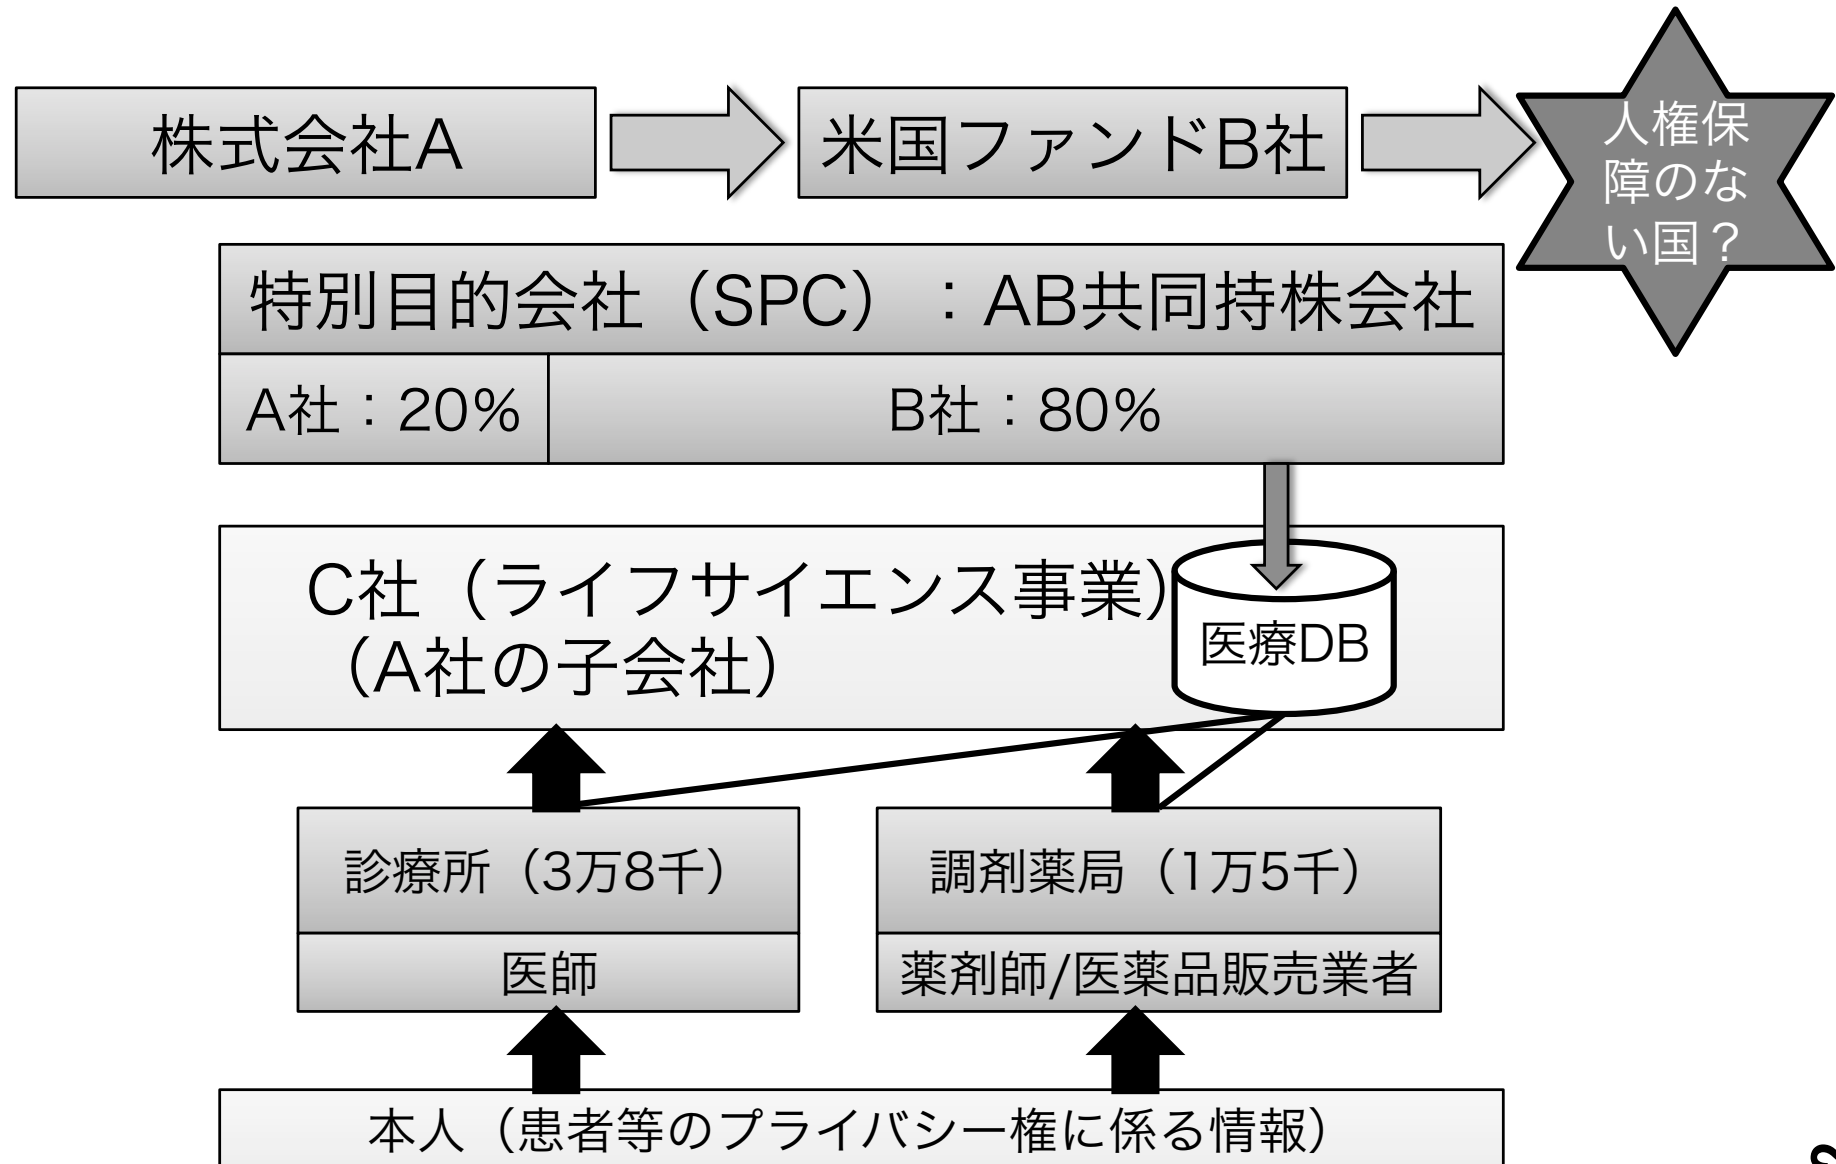 株式会社A
米国ファンドB社
人権保
障のな
い国？
特別目的会社（SPC）：AB共同持株会社
A社：20%
B社：80%
C社（ライフサイエンス事業）
（A社の子会社）
医療DB
診療所（3万8千）
調剤薬局（1万5千）
医師
薬剤師/医薬品販売業者
本人（患者等のプライバシー権に係る情報）